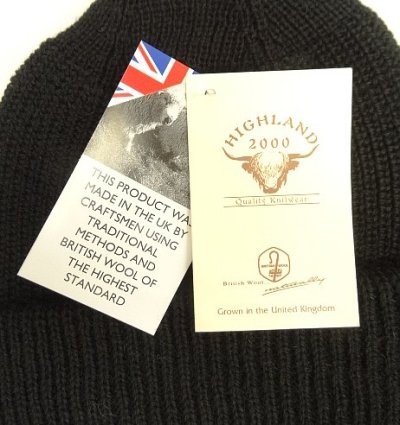 THIS PRODUCT WAS
MADE IN THE UK BY
CRAFTSMEN USING
TRADITIONAL
METHODS AND
BRITISH WOOL OF
THE HIGHEST
STANDARD
HIGHLAND
2000
Quality Knitwear
British Wool
Grown in the United Kingdom